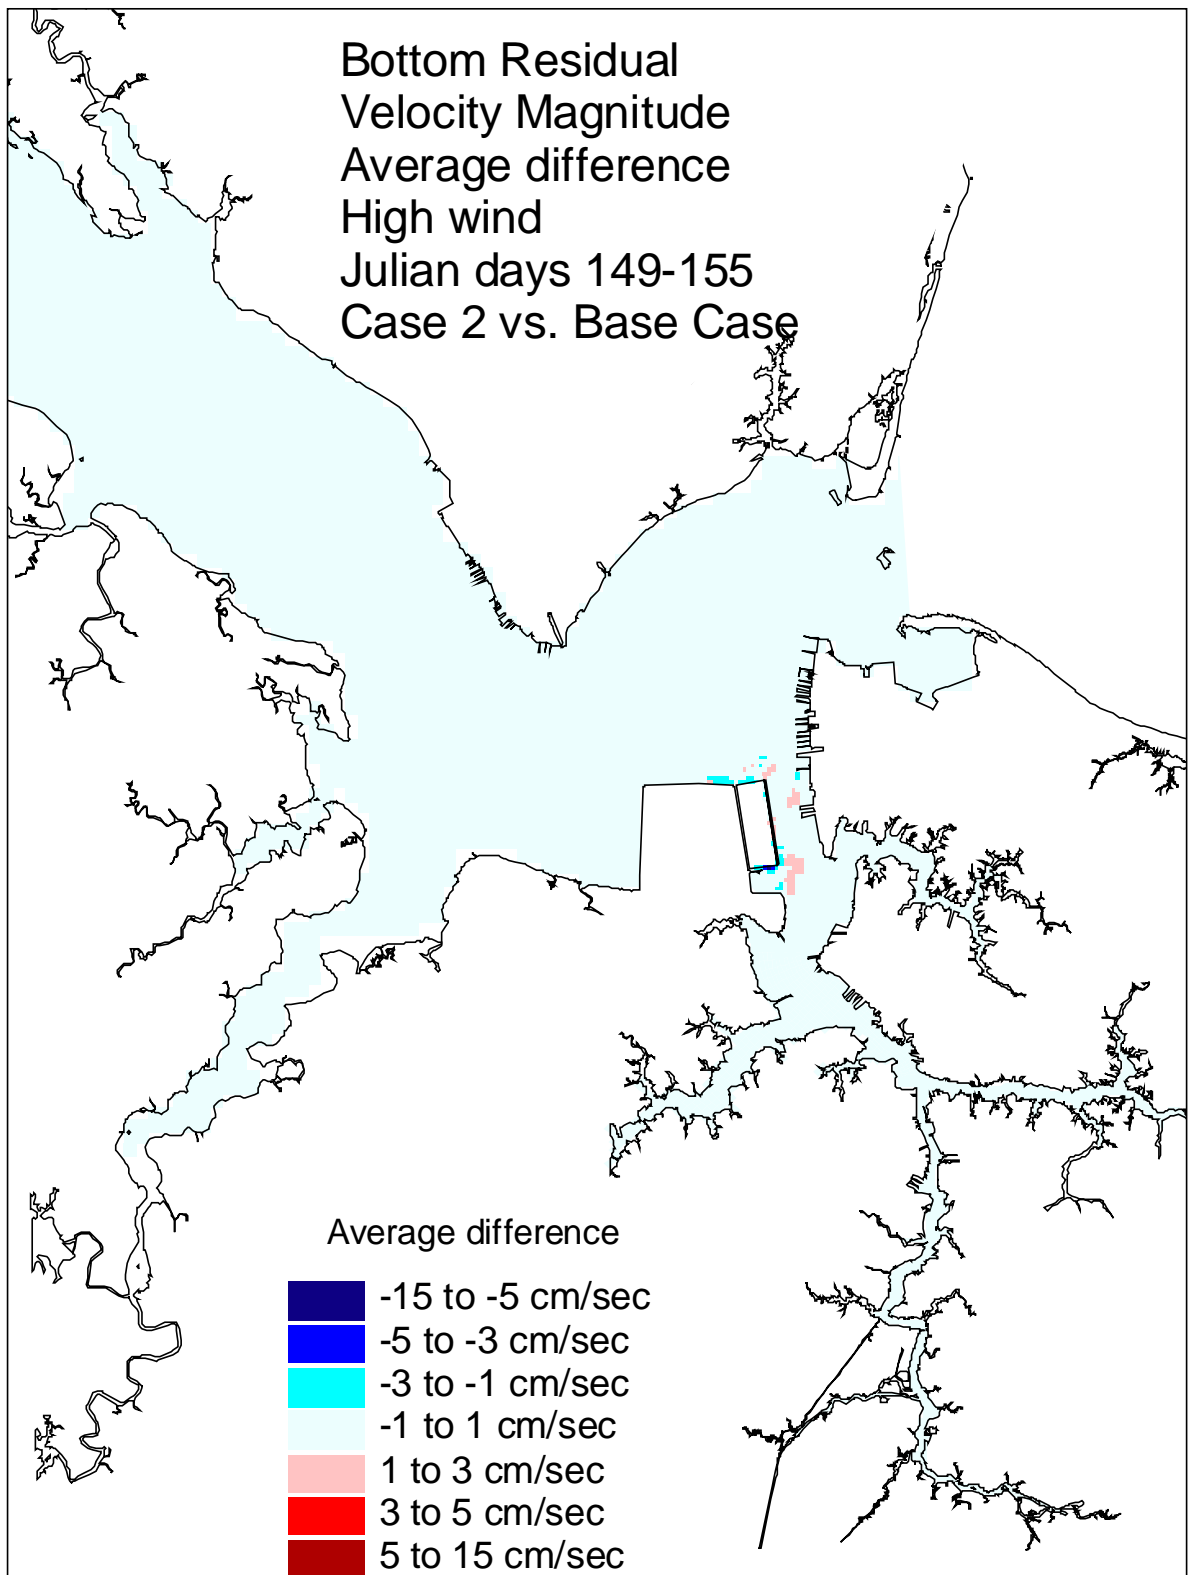 Bottom Residual
Velocity Magnitude
Average difference
High wind
Julian days 149-155
Case 2 vs. Base Case
Average difference
-15 to -5 cm/sec
-5 to -3 cm/sec
-3 to -1 cm/sec
-1 to 1 cm/sec
1 to 3 cm/sec
3 to 5 cm/sec
5 to 15 cm/sec